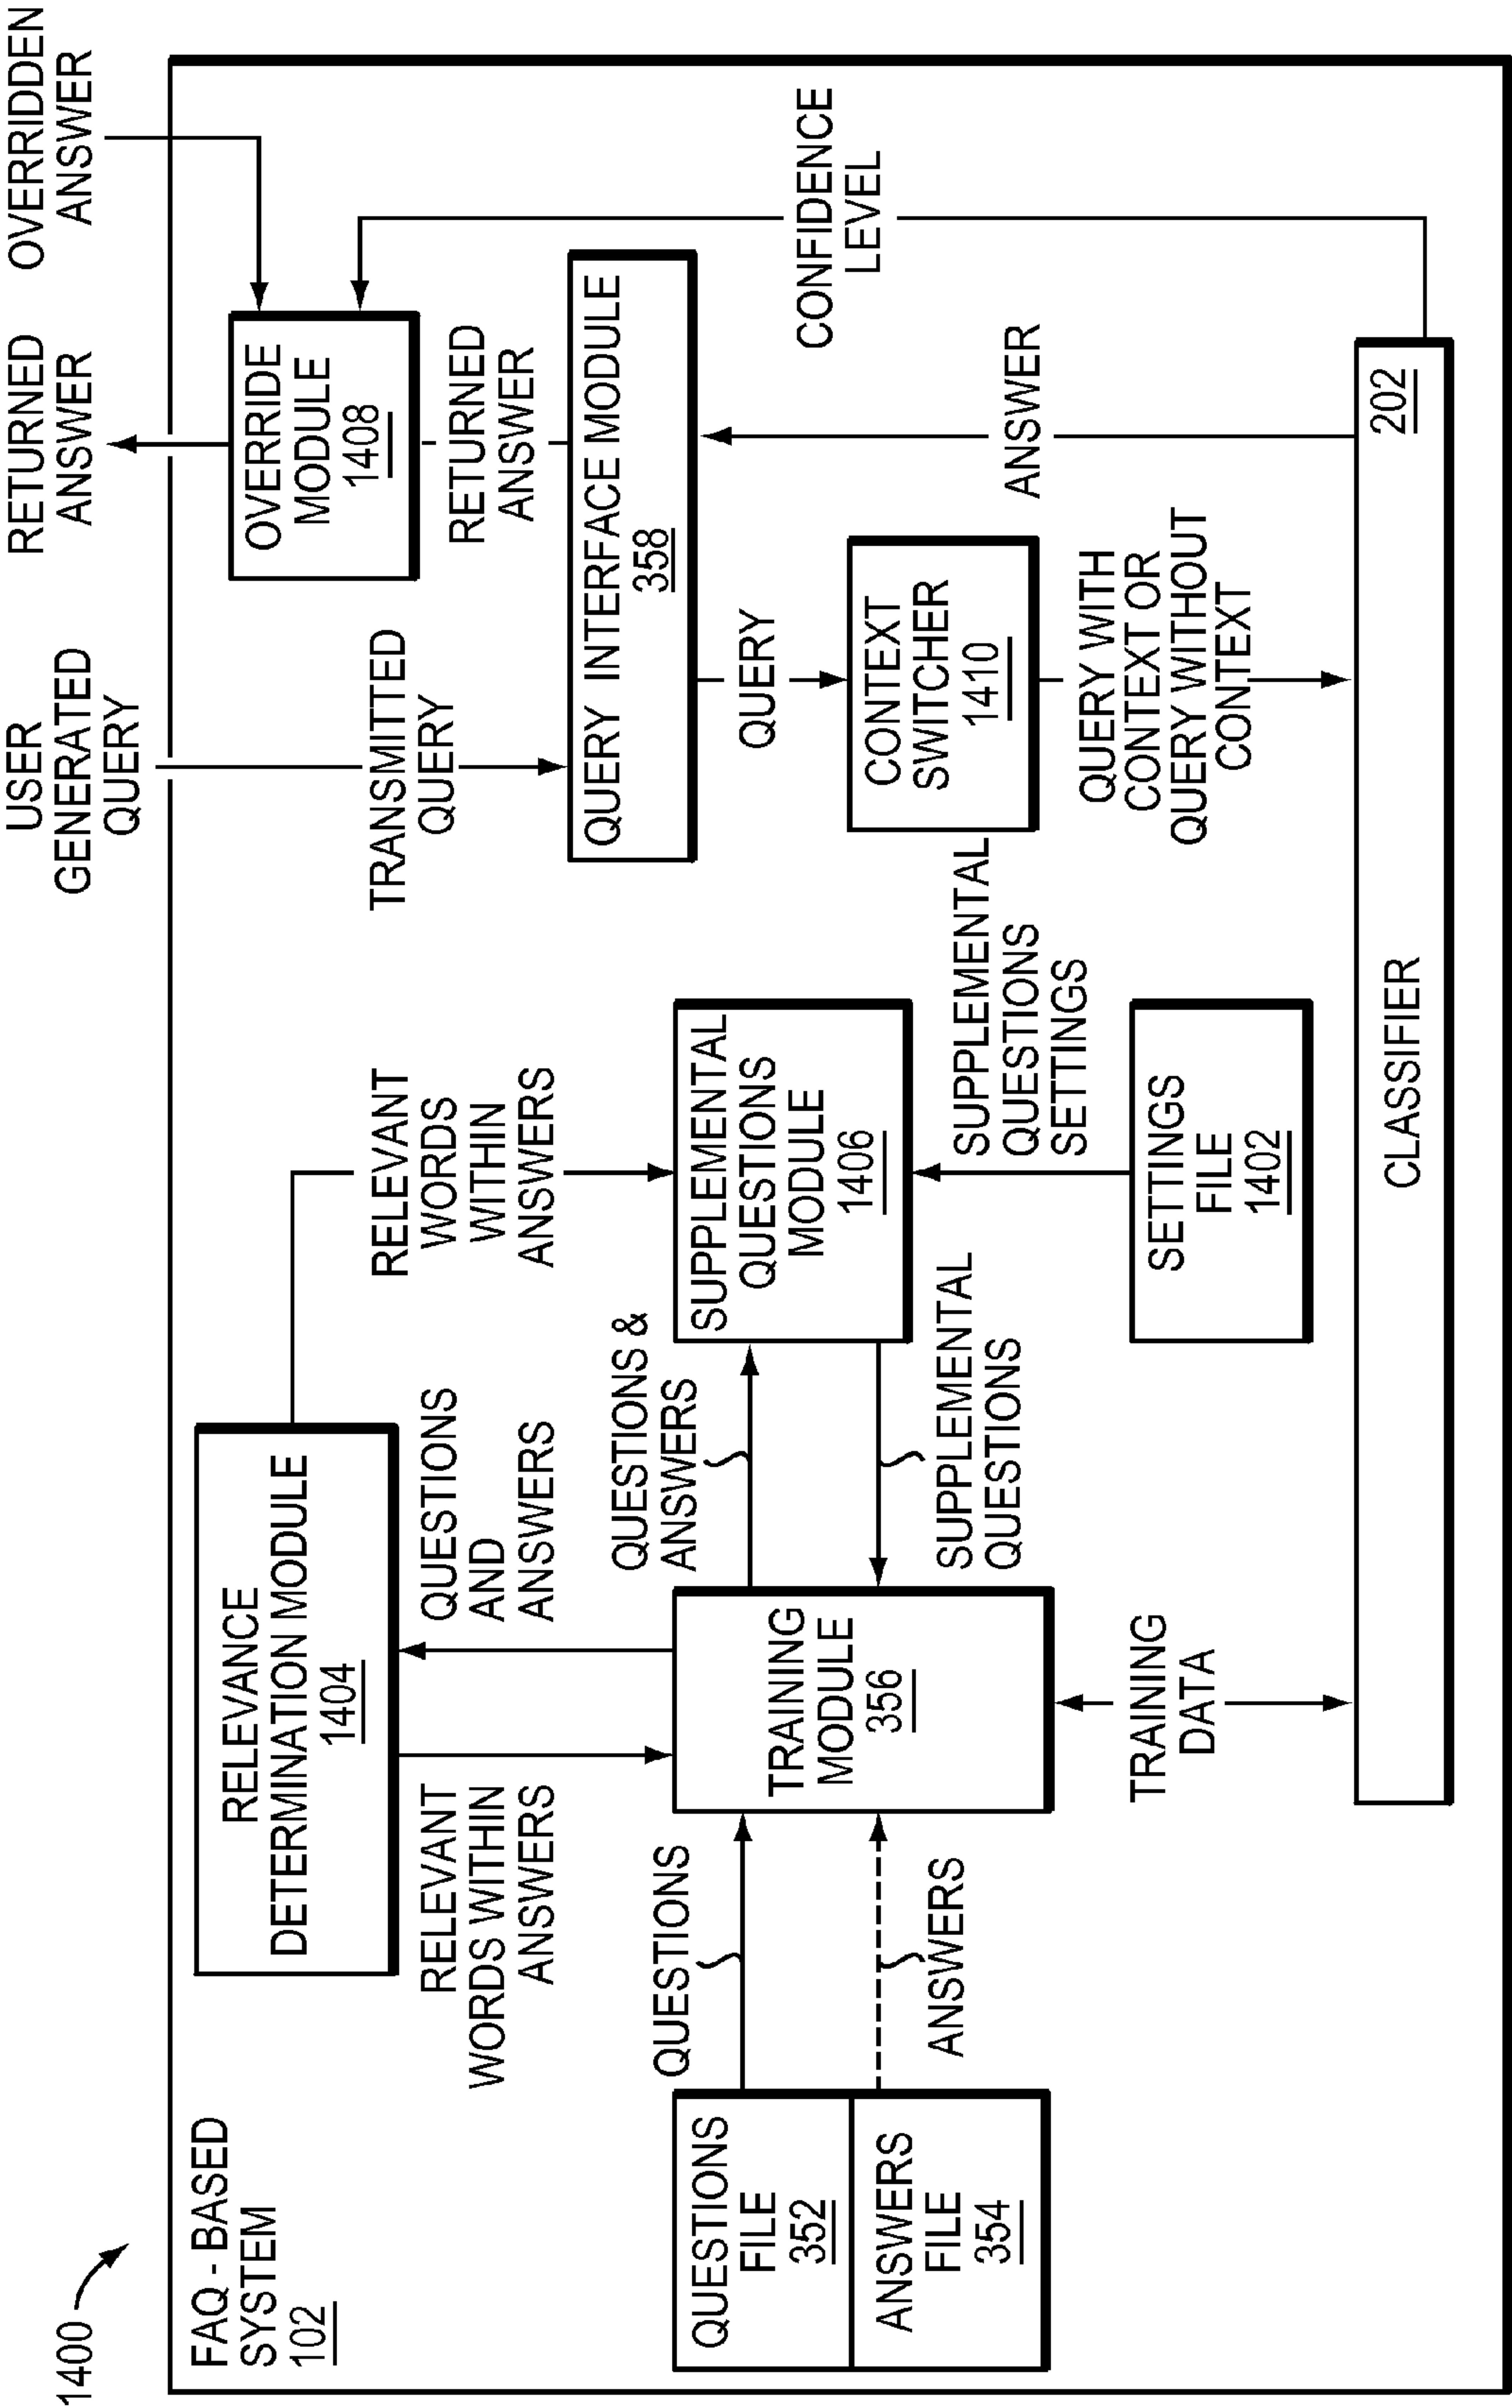 1400
FAQ - BASED
SYSTEM
102
RELEVANCE
DETERMINATION MODULE
1404
RELEVANT
WORDS WITHIN
ANSWERS
QUESTIONS
AND
ANSWERS
RELEVANT
WORDS
WITHIN
ANSWERS
QUESTIONS
FILE
352
ANSWERS
FILE
354
QUESTIONS
ANSWERS
TRAINING
MODULE
356
QUESTIONS &
ANSWERS
SUPPLEMENTAL
QUESTIONS
SUPPLEMENTAL
QUESTIONS
MODULE
1406
SUPPLEMENTAL
QUESTIONS
SETTINGS
SETTINGS
FILE
1402
TRAINING
DATA
CLASSIFIER
202
USER
GENERATED
QUERY
TRANSMITTED
QUERY
RETURNED
ANSWER
OVERRIDDEN
ANSWER
OVERRIDE
MODULE
1408
RETURNED
ANSWER
QUERY INTERFACE MODULE
358
QUERY
CONTEXT
SWITCHER
1410
QUERY WITH
CONTEXT OR
QUERY WITHOUT
CONTEXT
ANSWER
CONFIDENCE
LEVEL